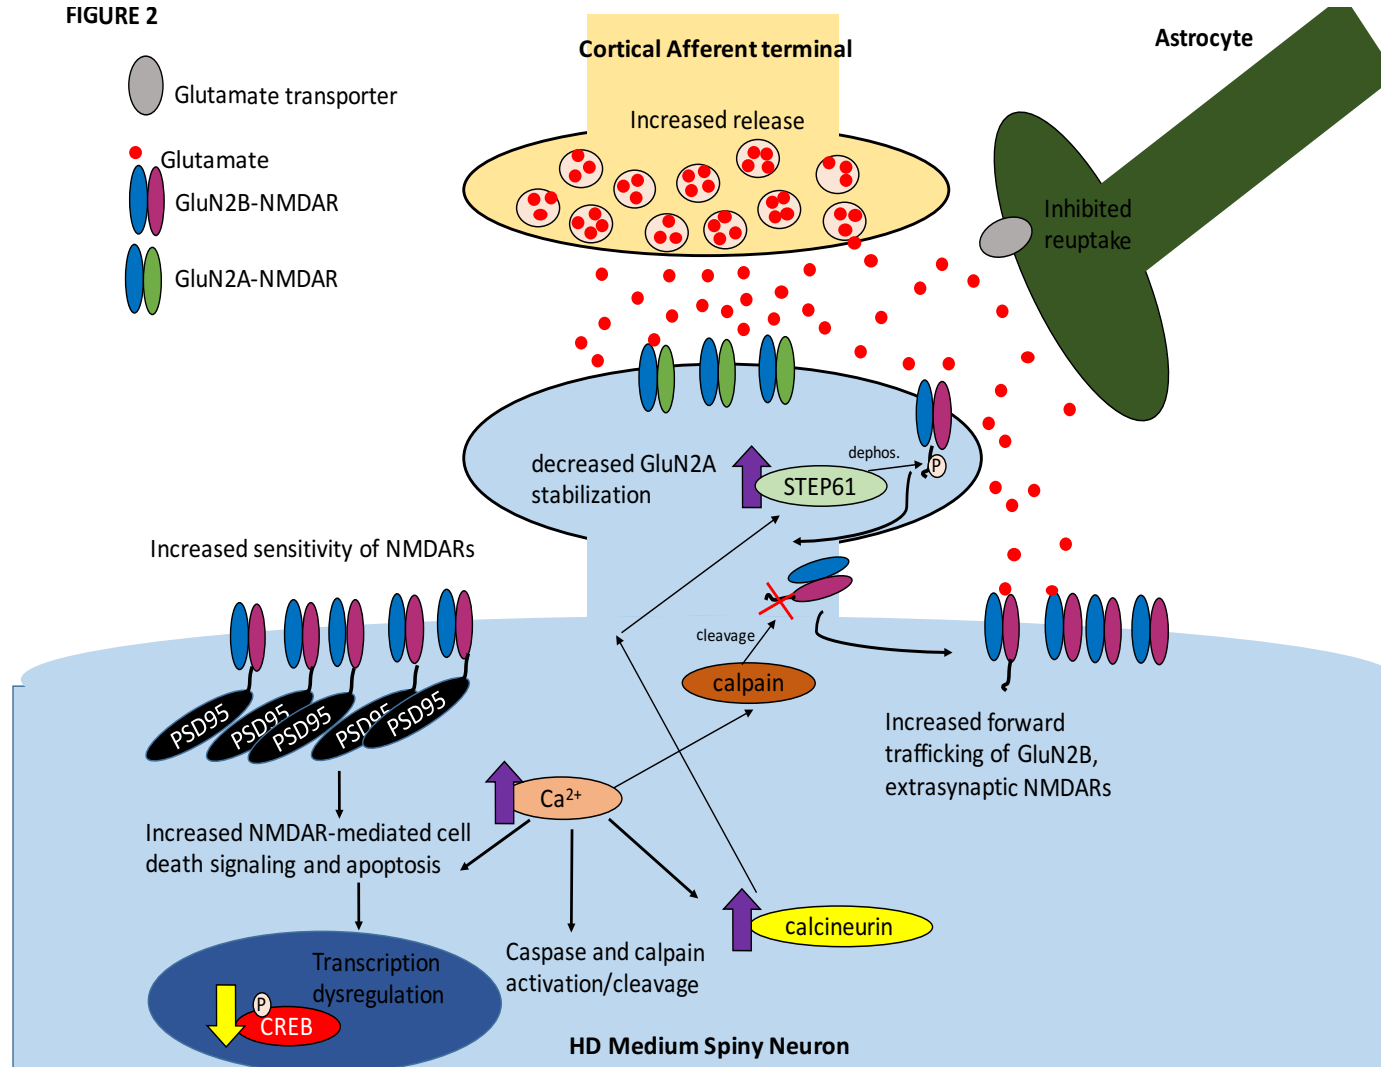 FIGURE 2
Cortical Afferent terminal
Astrocyte
Glutamate transporter
Increased release
Glutamate
GluN2B-NMDAR
GluN2A-NMDAR
Inhibited
reuptake
decreased GluN2A
stabilization
dephos.
P
STEP61
Increased sensitivity of NMDARs
cleavage
calpain
PSD95
PSD95
PSD95
PSD95
PSD95
Increased forward
trafficking of GluN2B,
extrasynaptic NMDARs
Ca²⁺
Increased NMDAR-mediated cell
death signaling and apoptosis
calcineurin
Caspase and calpain
activation/cleavage
Transcription
dysregulation
P
CREB
HD Medium Spiny Neuron